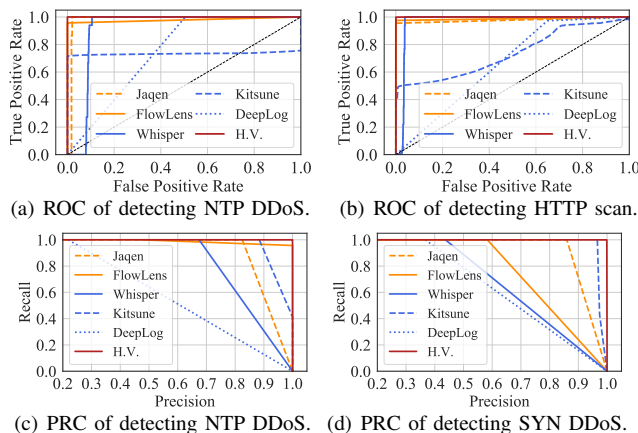 True Positive Rate
1.0
0.8
0.6
0.4
0.2
0.0
Jaqen
FlowLens
Whisper
Kitsune
DeepLog
H.V.
0.0 0.2 0.4 0.6 0.8 1.0
False Positive Rate
(a) ROC of detecting NTP DDoS.
True Positive Rate
1.0
0.8
0.6
0.4
0.2
0.0
Jaqen
FlowLens
Whisper
Kitsune
DeepLog
H.V.
0.0 0.2 0.4 0.6 0.8 1.0
False Positive Rate
(b) ROC of detecting HTTP scan.
Recall
1.0
0.8
0.6
0.4
0.2
0.0
Jaqen
FlowLens
Whisper
Kitsune
DeepLog
H.V.
0.2 0.3 0.4 0.5 0.6 0.7 0.8 0.9 1.0
Precision
(c) PRC of detecting NTP DDoS.
Recall
1.0
0.8
0.6
0.4
0.2
0.0
Jaqen
FlowLens
Whisper
Kitsune
DeepLog
H.V.
0.2 0.3 0.4 0.5 0.6 0.7 0.8 0.9 1.0
Precision
(d) PRC of detecting SYN DDoS.